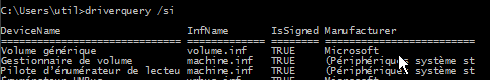 C:\Users\util>driverquery /si
DeviceName InfName IsSigned Manufacturer
============================== ============= ======== =========================
Volume générique volume.inf TRUE Microsoft
Gestionnaire de volume machine.inf TRUE (Périphériques système st
Pilote d'énumérateur de lecteu machine.inf TRUE (Périphériques système st